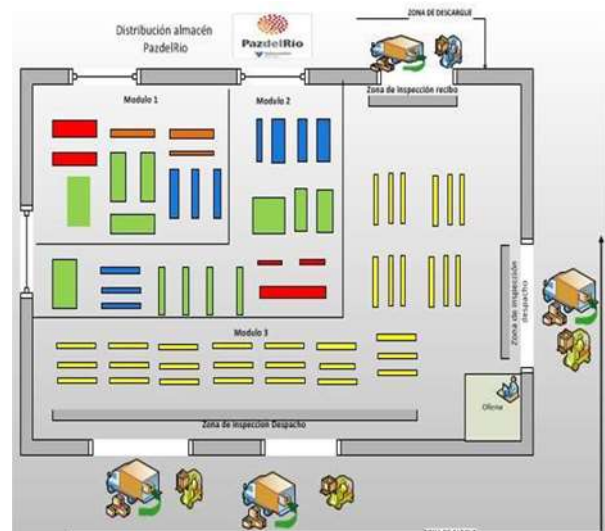 ZONA DE DESCARGUE
Distribución almacén
PazdelRio
PazdelRío
Modulo 1
Modulo 2
Zona de inspección recibo
Zona de inspección
despacho
Modulo 3
Oficina
Zona de inspeccion Despacho